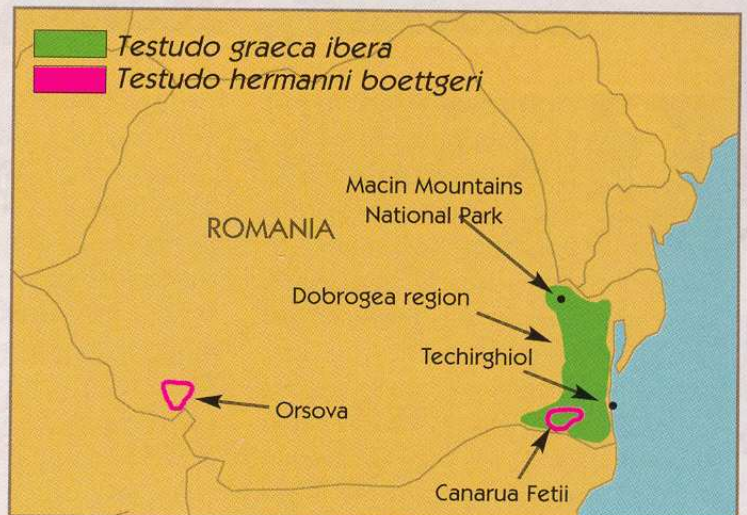 Testudo graeca ibera
Testudo hermanni boettgeri
Macin Mountains
National Park
ROMANIA
Dobrogea region
Techirghiol
Orsova
Canarua Fetii